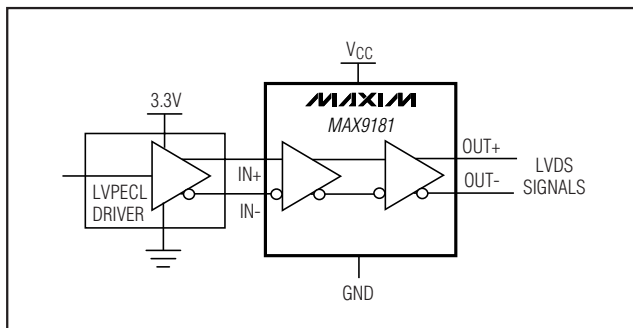 VCC
3.3V
MAXIM
MAX9181
OUT+
LVDS
SIGNALS
IN+
LVPECL
DRIVER
OUT-
IN-
GND